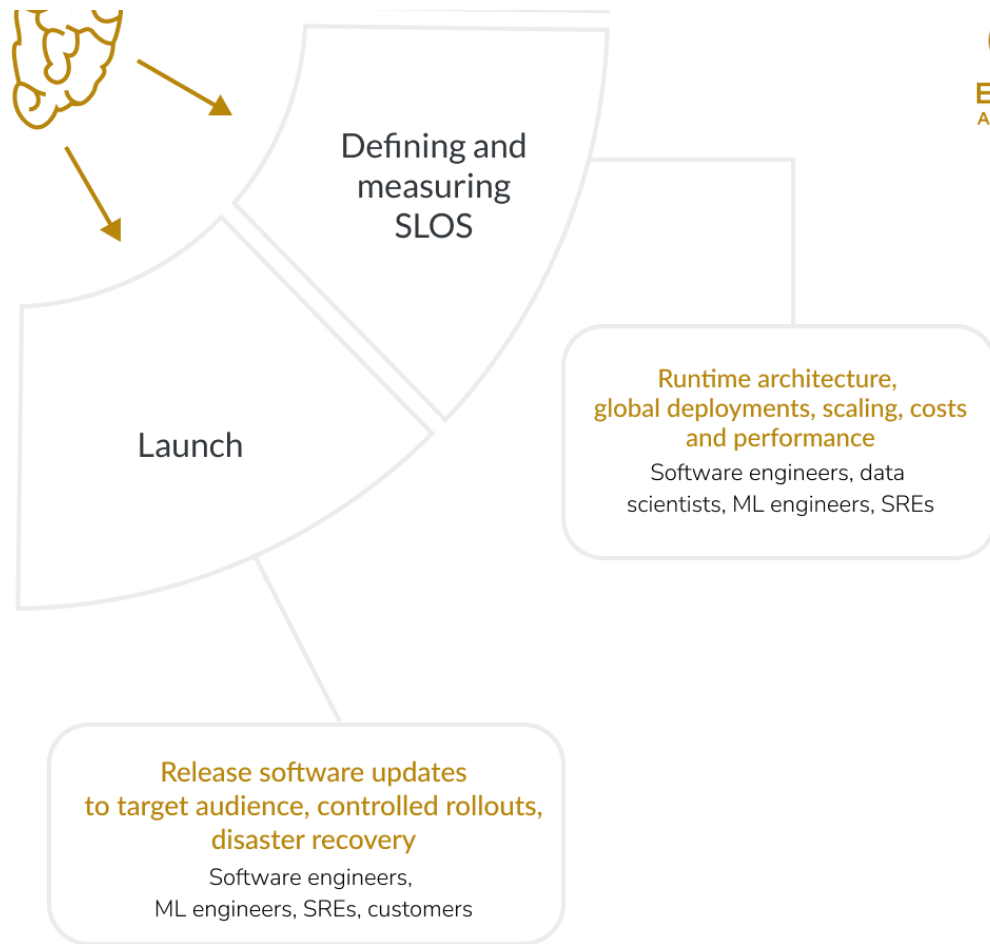 Defining and
measuring
SLOS
Launch
Runtime architecture,
global deployments, scaling, costs
and performance
Software engineers, data
scientists, ML engineers, SREs
Release software updates
to target audience, controlled rollouts,
disaster recovery
Software engineers,
ML engineers, SREs, customers